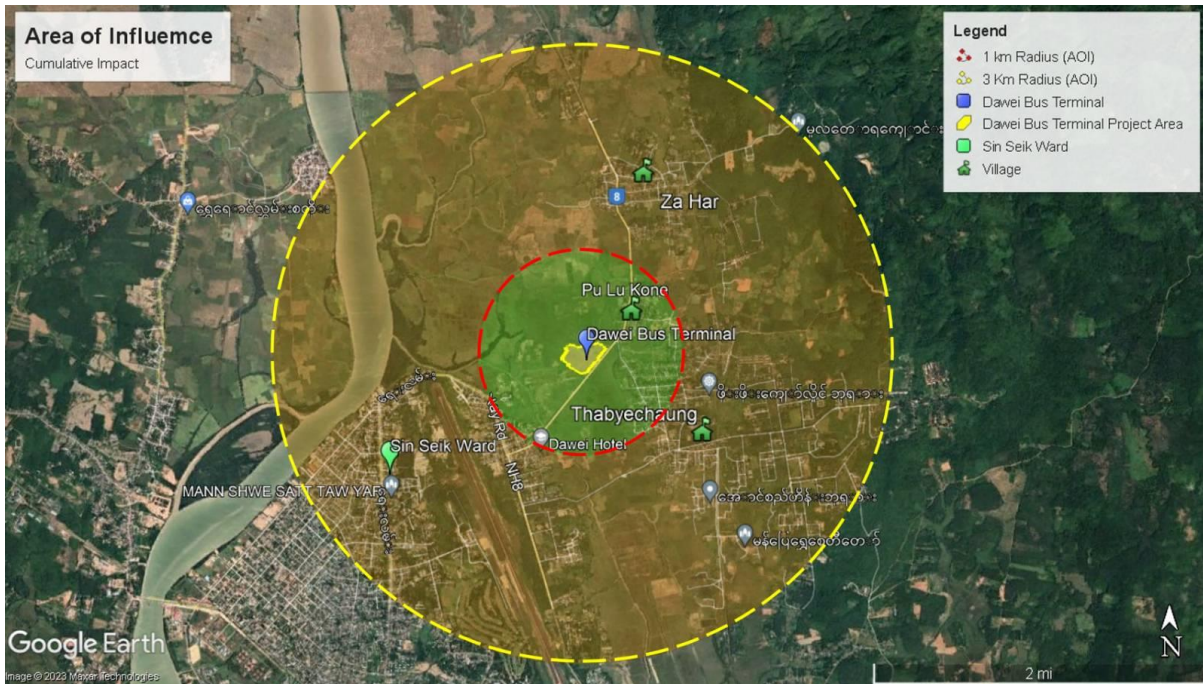 Area of Influemce
Cumulative Impact
Legend
1 km Radius (AOI)
3 Km Radius (AOI)
Dawei Bus Terminal
Dawei Bus Terminal Project Area
Sin Seik Ward
Village
8
Za Har
Pu Lu Kone
Dawei Bus Terminal
Thabyechaung
Dawei Hotel
Sin Seik Ward
NH8
MANN SHWE SATT TAW YAR
Google Earth
Image © 2023 Maxar Technologies
N
2 mi